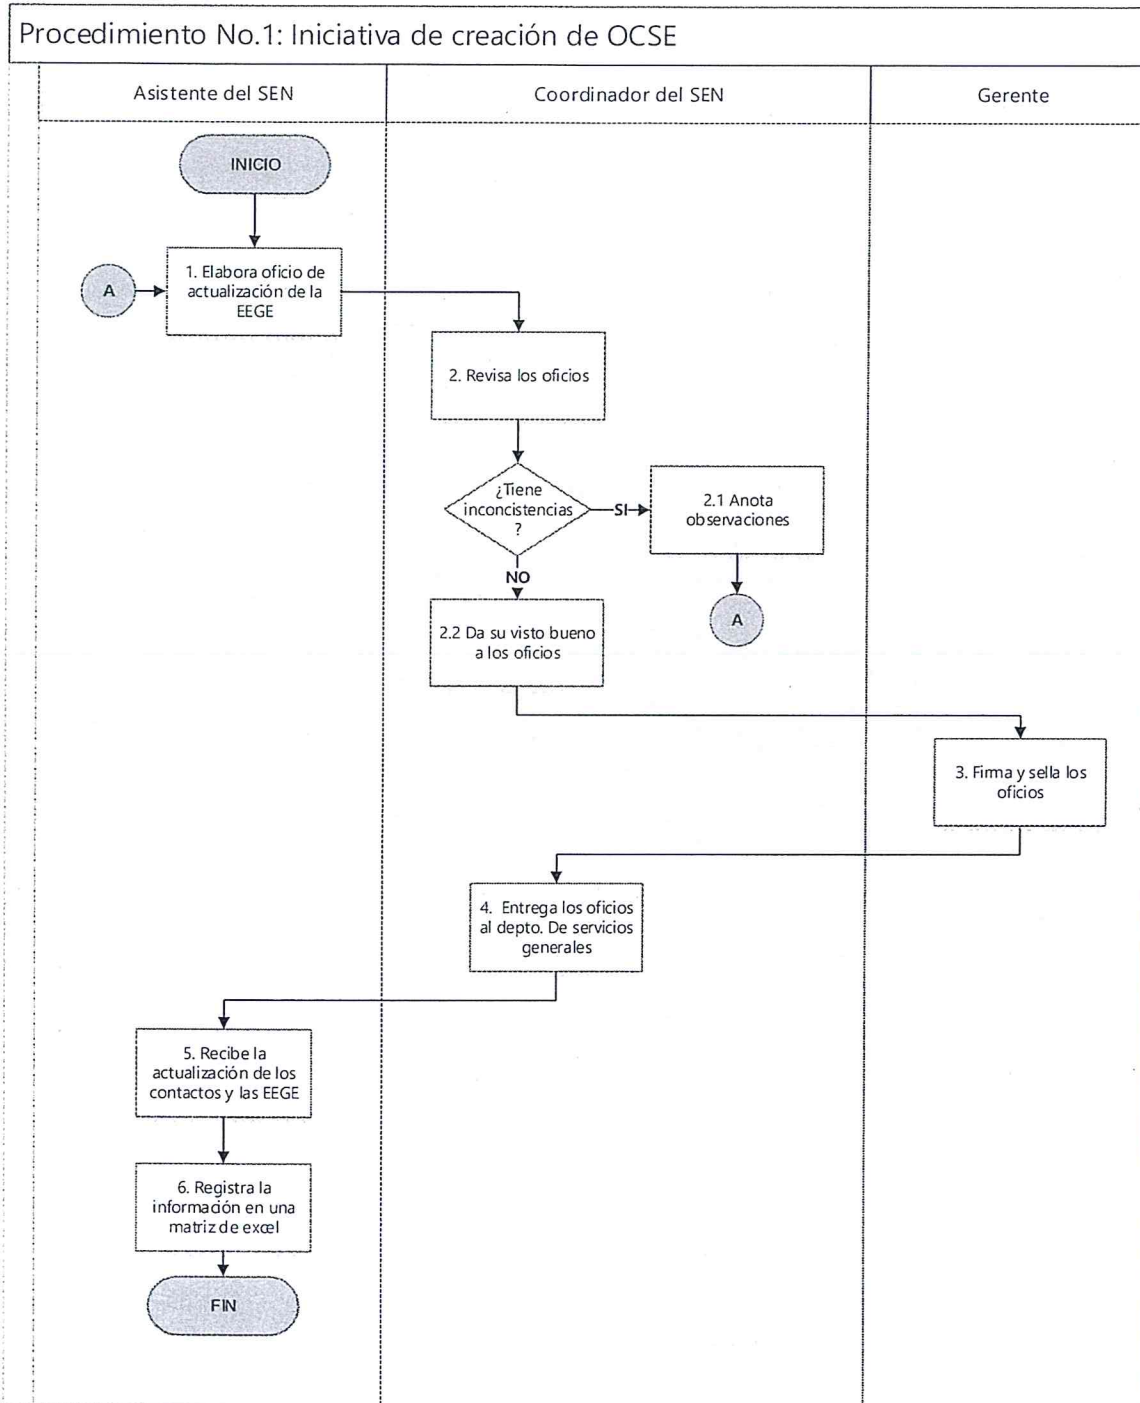 Procedimiento No.1: Iniciativa de creación de OCSE
Asistente del SEN
Coordinador del SEN
Gerente
INICIO
A
1. Elabora oficio de
actualización de la
EEGE
2. Revisa los oficios
¿Tiene
inconcistencias
?
SI
2.1 Anota
observaciones
NO
A
2.2 Da su visto bueno
a los oficios
3. Firma y sella los
oficios
4. Entrega los oficios
al depto. De servicios
generales
5. Recibe la
actualización de los
contactos y las EEGE
6. Registra la
información en una
matriz de excel
FIN